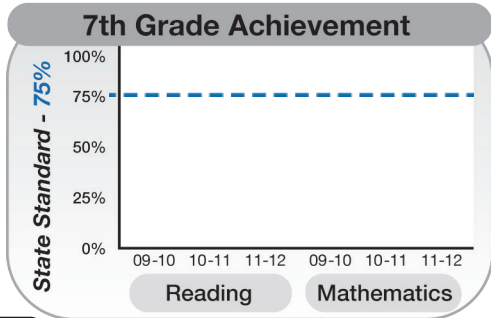 7th Grade Achievement
State Standard - 75%
100%
75%
50%
25%
0%
09-10 10-11 11-12 09-10 10-11 11-12
Reading Mathematics